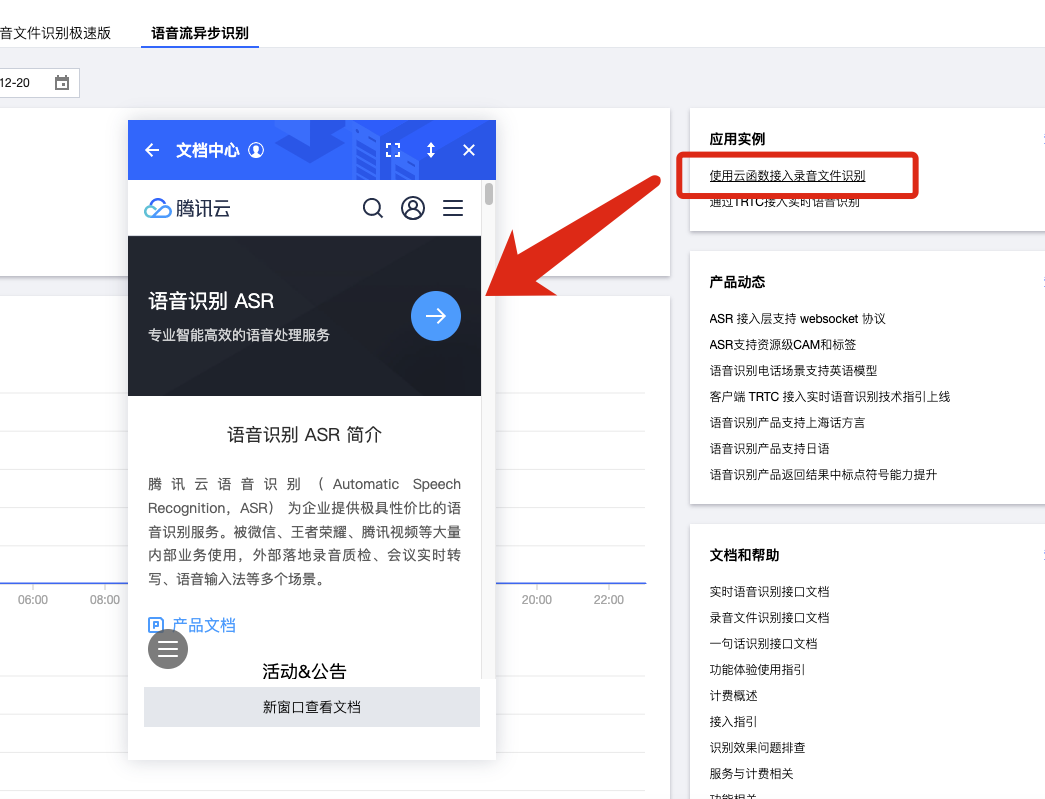 音文件识别极速版
语音流异步识别
12-20
文档中心
腾讯云
语音识别 ASR
专业智能高效的语音处理服务
语音识别 ASR 简介
腾讯云语音识别（Automatic Speech
Recognition，ASR） 为企业提供极具性价比的语
音识别服务。被微信、王者荣耀、腾讯视频等大量
内部业务使用，外部落地录音质检、会议实时转
写、语音输入法等多个场景。
产品文档
活动&公告
新窗口查看文档
06:00
08:00
20:00
22:00
应用实例
使用云函数接入录音文件识别
通过TRTC接入实时语音识别
产品动态
ASR 接入层支持 websocket 协议
ASR支持资源级CAM和标签
语音识别电话场景支持英语模型
客户端 TRTC 接入实时语音识别技术指引上线
语音识别产品支持上海话方言
语音识别产品支持日语
语音识别产品返回结果中标点符号能力提升
文档和帮助
实时语音识别接口文档
录音文件识别接口文档
一句话识别接口文档
功能体验使用指引
计费概述
接入指引
识别效果问题排查
服务与计费相关
功能相关